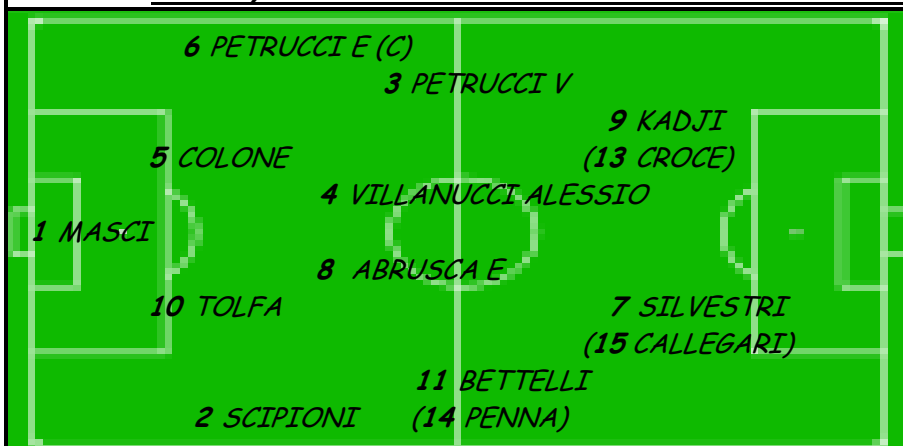 6 PETRUCCI E (C)
3 PETRUCCI V
9 KADJI
5 COLONE
(13 CROCE)
4 VILLANUCCI ALESSIO
1 MASCI
8 ABRUSCA E
10 TOLFA
7 SILVESTRI
(15 CALLEGARI)
11 BETTELLI
2 SCIPIONI
(14 PENNA)